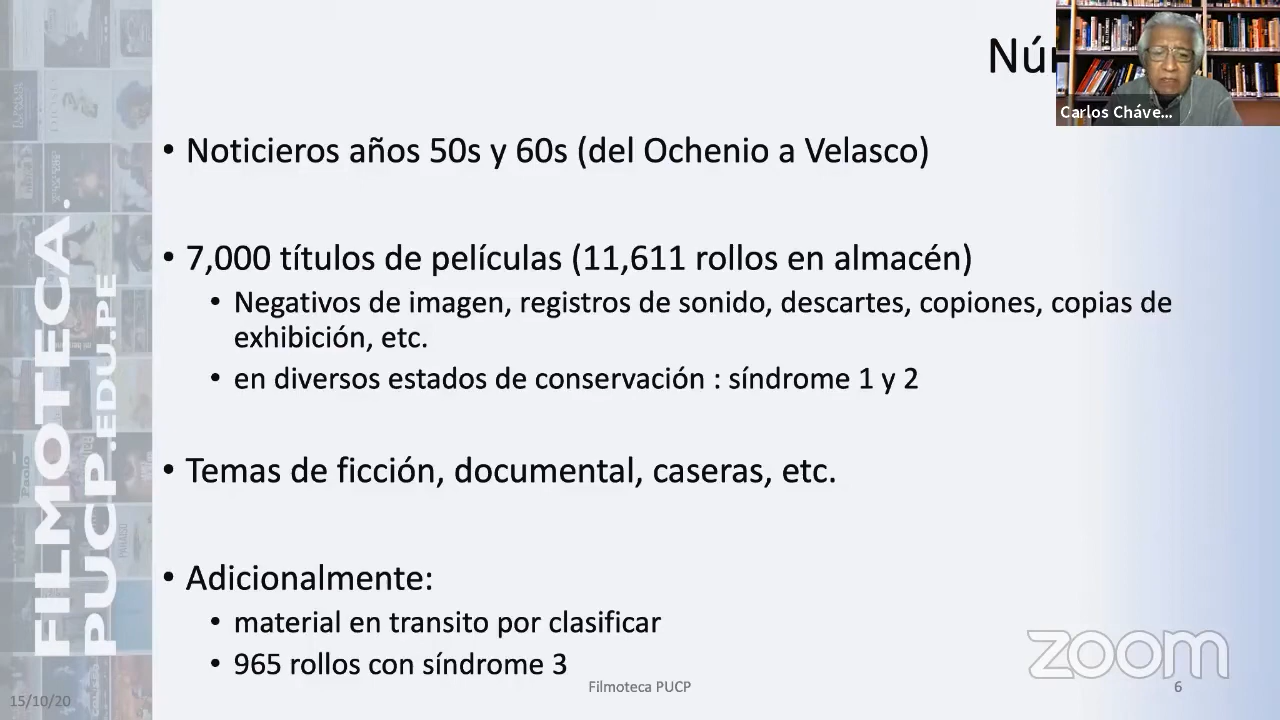 Nú
Carlos Cháve...
• Noticieros años 50s y 60s (del Ochenio a Velasco)
• 7,000 títulos de películas (11,611 rollos en almacén)
• Negativos de imagen, registros de sonido, descartes, copiones, copias de
exhibición, etc.
• en diversos estados de conservación : síndrome 1 y 2
• Temas de ficción, documental, caseras, etc.
• Adicionalmente:
• material en transito por clasificar
• 965 rollos con síndrome 3
FILMOTECA.
PUCP.EDU.PE
zoom
15/10/20
Filmoteca PUCP
6